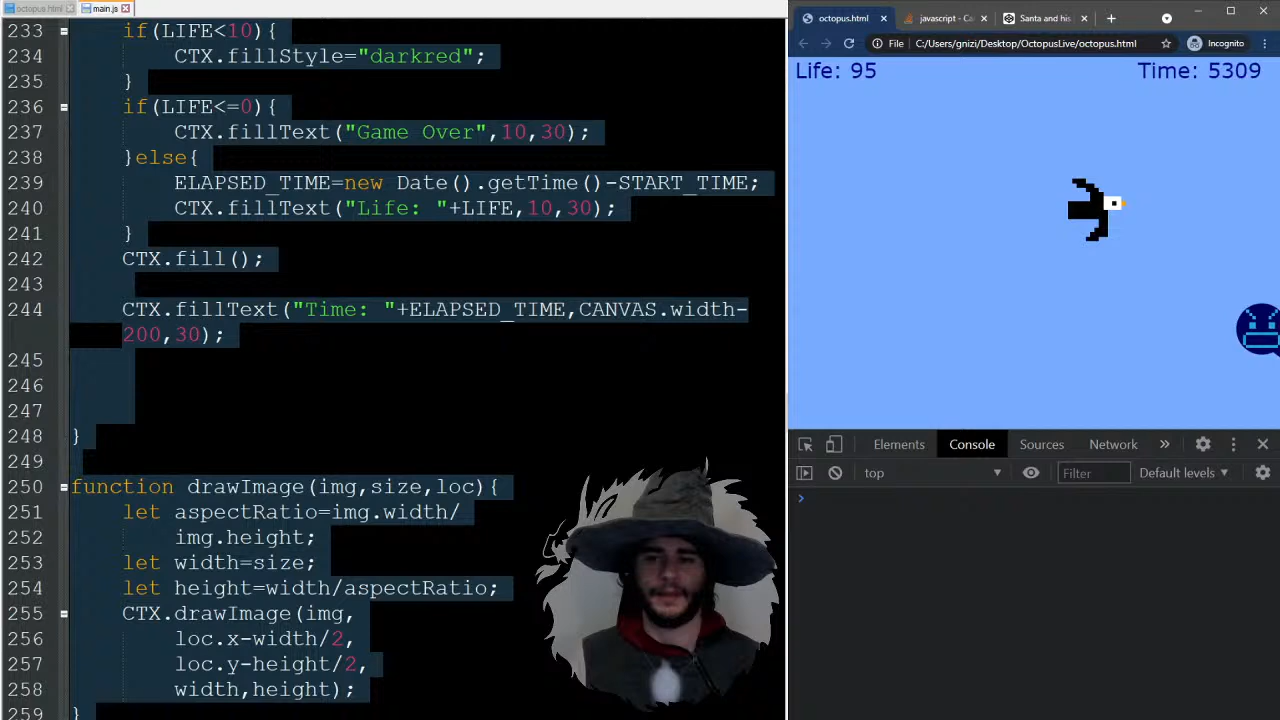 octopus.html
main.js
233 if(LIFE<10){
234 CTX.fillStyle="darkred";
235 }
236 if(LIFE<=0){
237 CTX.fillText("Game Over",10,30);
238 }else{
239 ELAPSED_TIME=new Date().getTime()-START_TIME;
240 CTX.fillText("Life: "+LIFE,10,30);
241 }
242 CTX.fill();
243
244 CTX.fillText("Time: "+ELAPSED_TIME,CANVAS.width-
200,30);
245
246
247
248 }
249
250 function drawImage(img,size,loc){
251 let aspectRatio=img.width/
252 img.height;
253 let width=size;
254 let height=width/aspectRatio;
255 CTX.drawImage(img,
256 loc.x-width/2,
257 loc.y-height/2,
258 width,height);
259 }
octopus.html
javascript - Ca
Santa and his
File C:/Users/gnizi/Desktop/OctopusLive/octopus.html
Incognito
Life: 95
Time: 5309
Elements Console Sources Network
top
Filter
Default levels